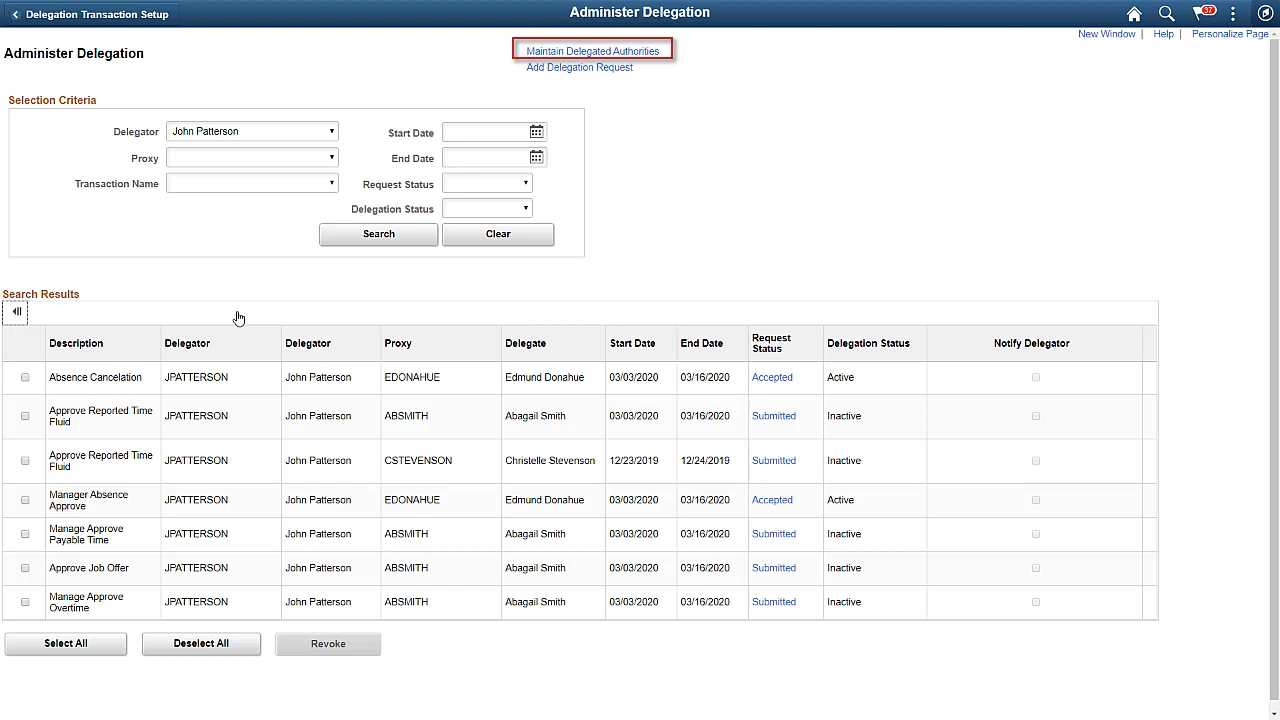 Delegation Transaction Setup
Administer Delegation
37
New Window | Help | Personalize Page
Administer Delegation
Maintain Delegated Authorities
Add Delegation Request
Selection Criteria
Delegator John Patterson Start Date
Proxy End Date
Transaction Name Request Status
Delegation Status
Search Clear
Search Results
Description Delegator Delegator Proxy Delegate Start Date End Date Request Status Delegation Status Notify Delegator
Absence Cancelation JPATTERSON John Patterson EDONAHUE Edmund Donahue 03/03/2020 03/16/2020 Accepted Active
Approve Reported Time Fluid JPATTERSON John Patterson ABSMITH Abagail Smith 03/03/2020 03/16/2020 Submitted Inactive
Approve Reported Time Fluid JPATTERSON John Patterson CSTEVENSON Christelle Stevenson 12/23/2019 12/24/2019 Submitted Inactive
Manager Absence Approve JPATTERSON John Patterson EDONAHUE Edmund Donahue 03/03/2020 03/16/2020 Accepted Active
Manage Approve Payable Time JPATTERSON John Patterson ABSMITH Abagail Smith 03/03/2020 03/16/2020 Submitted Inactive
Approve Job Offer JPATTERSON John Patterson ABSMITH Abagail Smith 03/03/2020 03/16/2020 Submitted Inactive
Manage Approve Overtime JPATTERSON John Patterson ABSMITH Abagail Smith 03/03/2020 03/16/2020 Submitted Inactive
Select All Deselect All Revoke